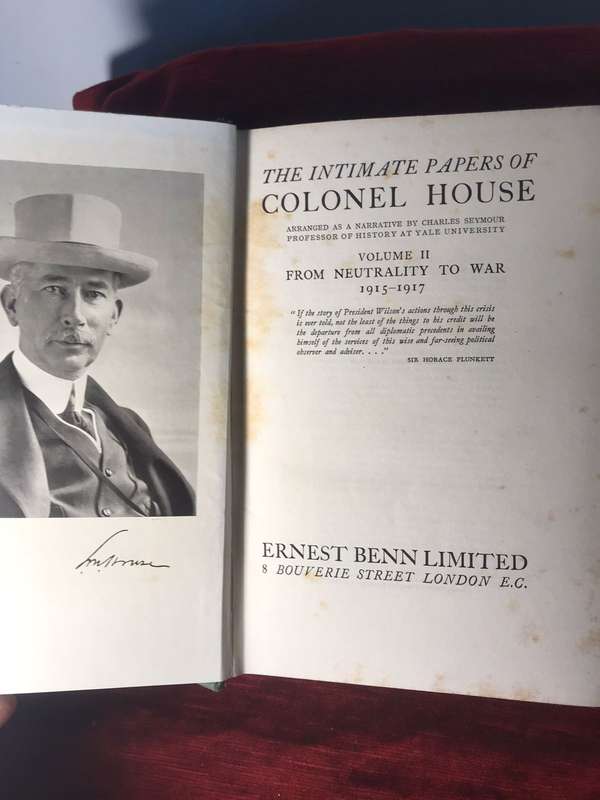 THE INTIMATE PAPERS OF
COLONEL HOUSE
ARRANGED AS A NARRATIVE BY CHARLES SEYMOUR
PROFESSOR OF HISTORY AT YALE UNIVERSITY
VOLUME II
FROM NEUTRALITY TO WAR
1915–1917
"If the story of President Wilson's actions through this crisis
is ever told, not the least of the things to his credit will be
the departure from all diplomatic precedents in availing
himself of the services of this wise and far-seeing political
observer and adviser. . . ."
SIR HORACE PLUNKETT
ERNEST BENN LIMITED
8 BOUVERIE STREET LONDON E.C.